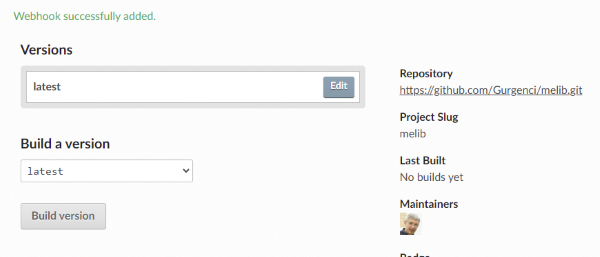 Webhook successfully added.
Versions
latest
Edit
Build a version
latest
Build version
Repository
https://github.com/Gurgenci/melib.git
Project Slug
melib
Last Built
No builds yet
Maintainers
Badge